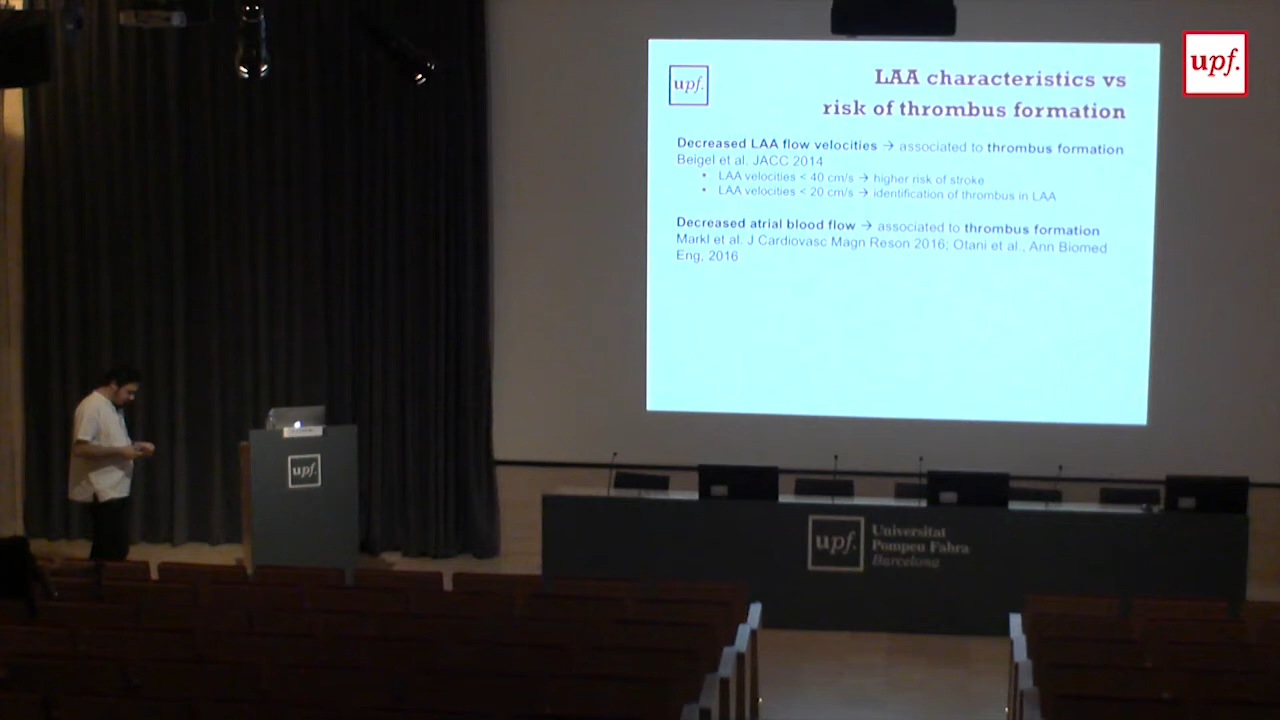 upf.
upf.
LAA characteristics vs
risk of thrombus formation
Decreased LAA flow velocities → associated to thrombus formation
Beigel et al. JACC 2014
• LAA velocities < 40 cm/s → higher risk of stroke
• LAA velocities < 20 cm/s → identification of thrombus in LAA
Decreased atrial blood flow → associated to thrombus formation
Markl et al. J Cardiovasc Magn Reson 2016; Otani et al., Ann Biomed
Eng, 2016
upf.
upf.
Universitat
Pompeu Fabra
Barcelona